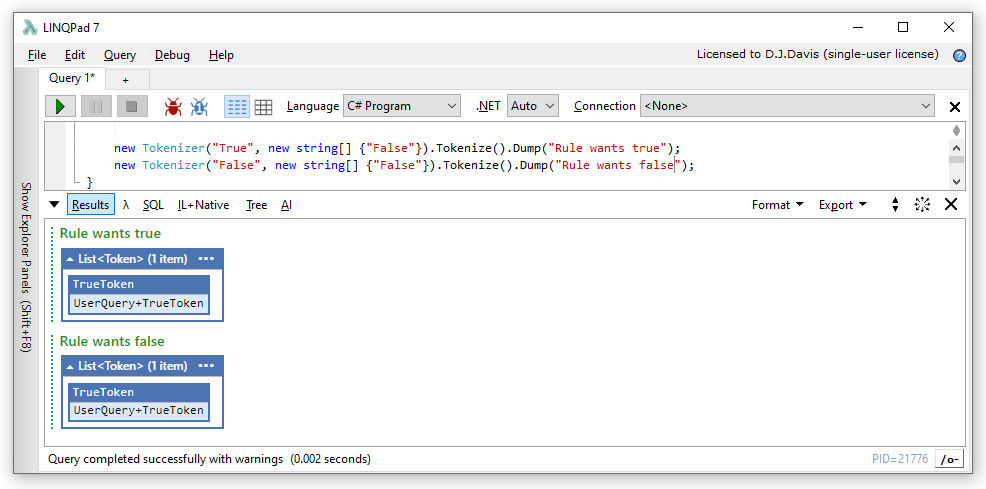 LINQPad 7
File Edit Query Debug Help Licensed to D.J.Davis (single-user license)
Query 1* +
Language C# Program .NET Auto Connection <None>
new Tokenizer("True", new string[] {"False"}).Tokenize().Dump("Rule wants true");
new Tokenizer("False", new string[] {"False"}).Tokenize().Dump("Rule wants false");
}
Show Explorer Panels (Shift+F8)
Results λ SQL IL+Native Tree AI Format Export
Rule wants true
List<Token> (1 item) •••
TrueToken
UserQuery+TrueToken
Rule wants false
List<Token> (1 item) •••
TrueToken
UserQuery+TrueToken
Query completed successfully with warnings (0.002 seconds) PID=21776 /o-